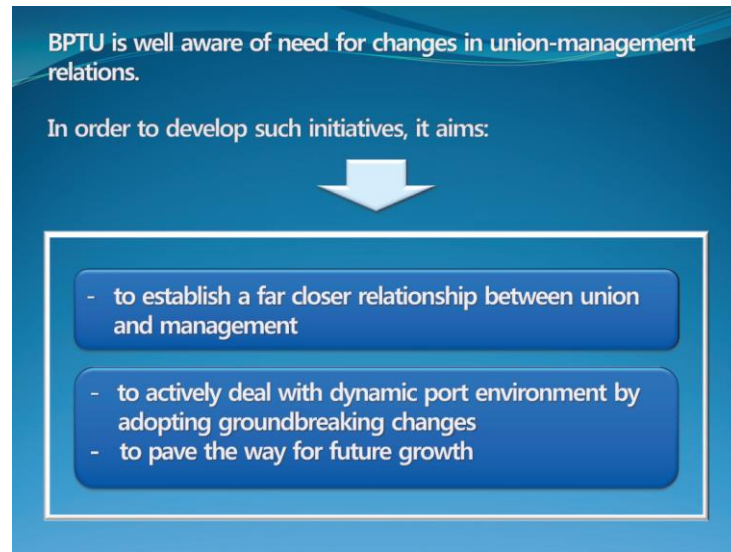 BPTU is well aware of need for changes in union-management
relations.
In order to develop such initiatives, it aims:
- to establish a far closer relationship between union
and management
- to actively deal with dynamic port environment by
adopting groundbreaking changes
- to pave the way for future growth